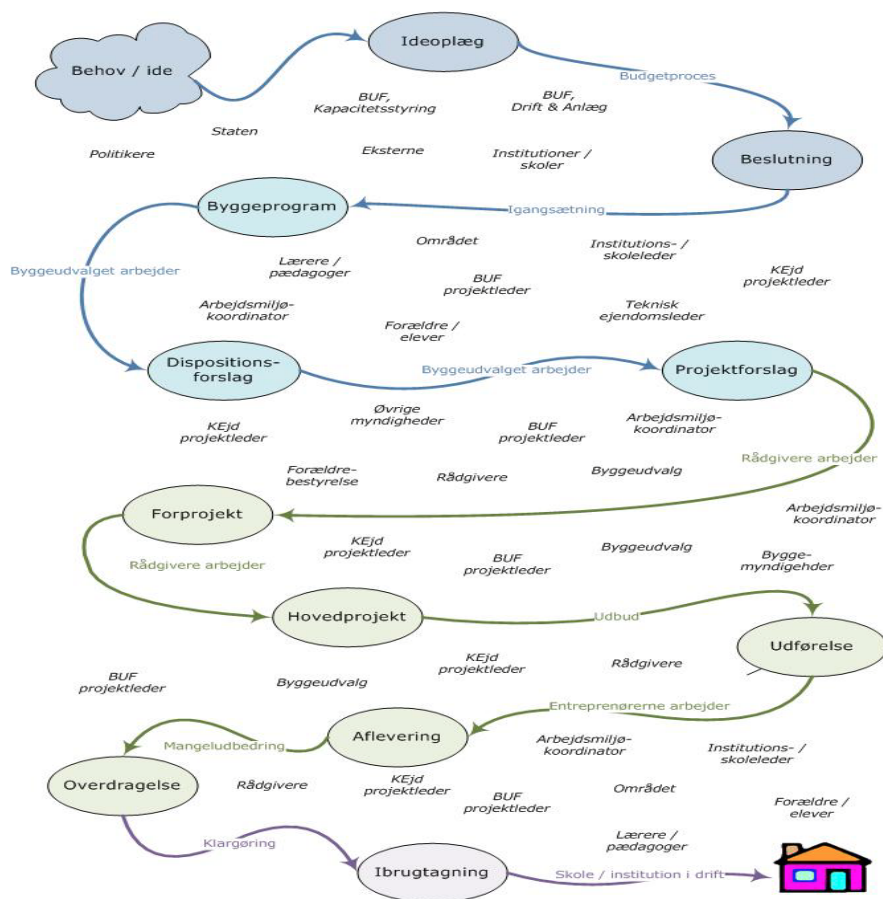 Ideoplæg
Behov / ide
Budgetproces
BUF,
Kapacitetsstyring
BUF,
Drift & Anlæg
Staten
Politikere
Eksterne
Institutioner /
skoler
Beslutning
Byggeprogram
Igangsætning
Området
Institutions- /
skoleleder
Byggeudvalget arbejder
Lærere /
pædagoger
BUF
projektleder
KEjd
projektleder
Arbejdsmiljø-
koordinator
Teknisk
ejendomsleder
Forældre /
elever
Dispositions-
forslag
Byggeudvalget arbejder
Projektforslag
KEjd
projektleder
Øvrige
myndigheder
BUF
projektleder
Arbejdsmiljø-
koordinator
Rådgivere arbejder
Forældre-
bestyrelse
Rådgivere
Byggeudvalg
Forprojekt
Arbejdsmiljø-
koordinator
KEjd
projektleder
BUF
projektleder
Byggeudvalg
Bygge-
myndigehder
Rådgivere arbejder
Hovedprojekt
Udbud
Udførelse
BUF
projektleder
Byggeudvalg
KEjd
projektleder
Rådgivere
Entreprenørerne arbejder
Aflevering
Mangeludbedring
Arbejdsmiljø-
koordinator
Institutions- /
skoleleder
Overdragelse
Rådgivere
KEjd
projektleder
BUF
projektleder
Området
Forældre /
elever
Klargøring
Lærere /
pædagoger
Ibrugtagning
Skole / institution i drift